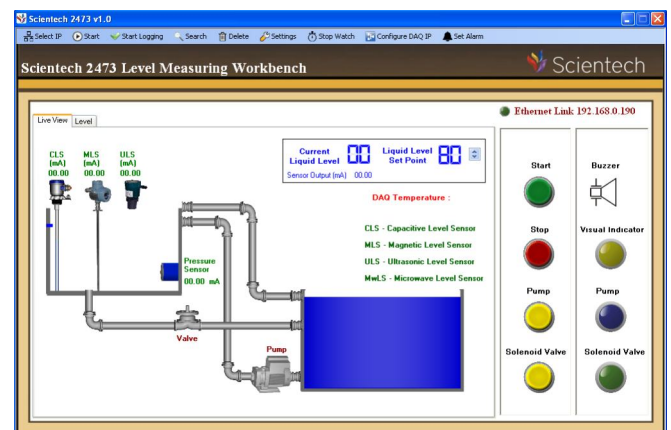 Scientech 2473 v1.0
Select IP Start Start Logging Search Delete Settings Stop Watch Configure DAQ IP Set Alarm
Scientech 2473 Level Measuring Workbench
Scientech
Ethernet Link 192.168.0.190
Live View Level
CLS (mA) 00.00
MLS (mA) 00.00
ULS (mA) 00.00
Current Liquid Level 00
Liquid Level Set Point 80
Sensor Output (mA) 00.00
DAQ Temperature :
CLS - Capacitive Level Sensor
MLS - Magnetic Level Sensor
ULS - Ultrasonic Level Sensor
MwLS - Microwave Level Sensor
Pressure
Sensor
00.00 mA
Valve
Pump
Start Buzzer
Stop Visual Indicator
Pump Pump
Solenoid Valve Solenoid Valve